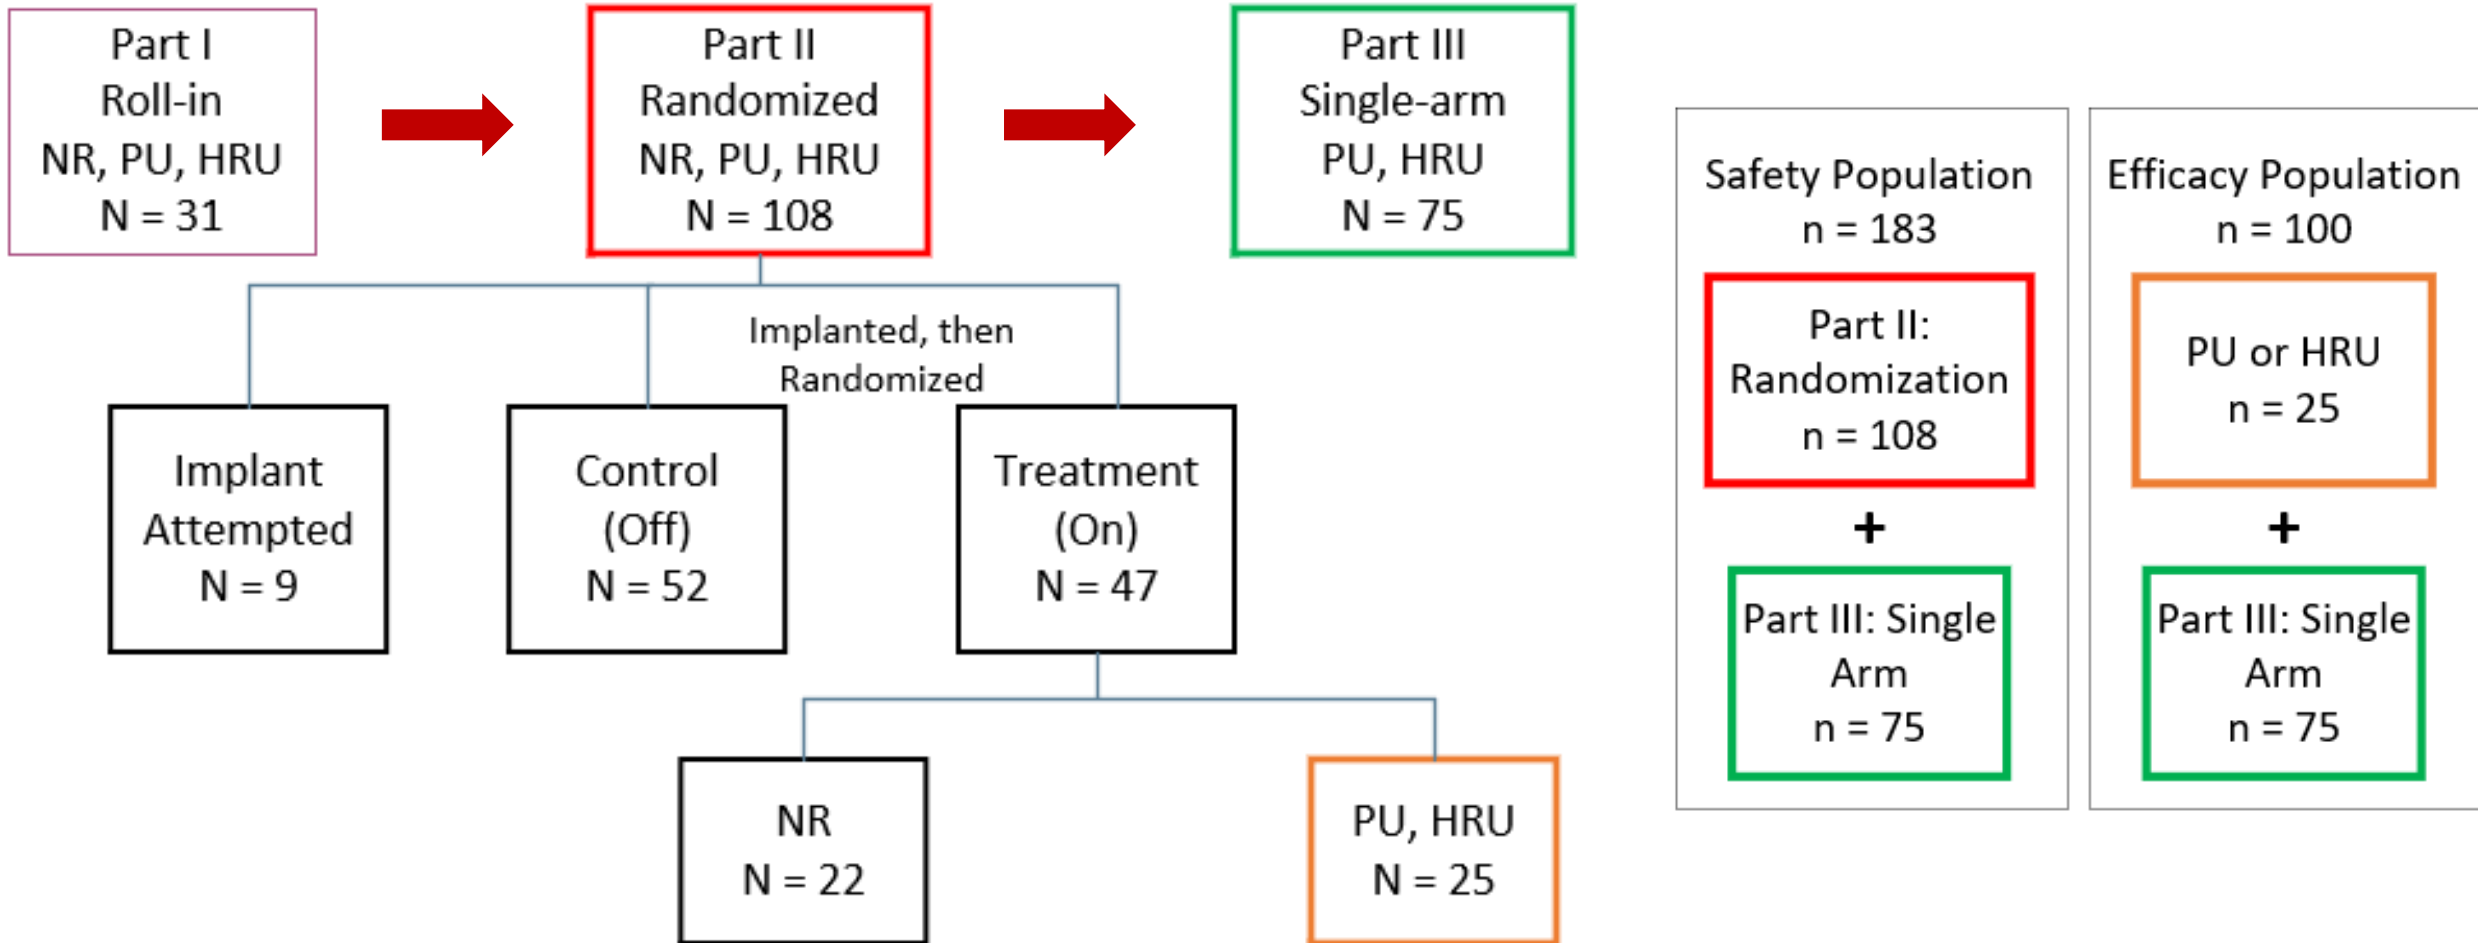 Part I
Roll-in
NR, PU, HRU
N = 31
Part II
Randomized
NR, PU, HRU
N = 108
Part III
Single-arm
PU, HRU
N = 75
Implanted, then
Randomized
Implant
Attempted
N = 9
Control
(Off)
N = 52
Treatment
(On)
N = 47
NR
N = 22
PU, HRU
N = 25
Safety Population
n = 183
Part II:
Randomization
n = 108
+
Part III: Single
Arm
n = 75
Efficacy Population
n = 100
PU or HRU
n = 25
+
Part III: Single
Arm
n = 75